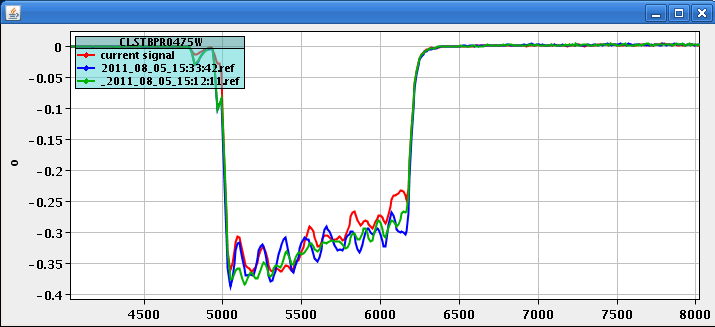 CLSTBPR0475W
current signal
2011_08_05_15:33:42.ref
_2011_08_05_15:12:11.ref
0
-0.05
-0.1
-0.15
-0.2
-0.25
-0.3
-0.35
-0.4
o
4500 5000 5500 6000 6500 7000 7500 8000